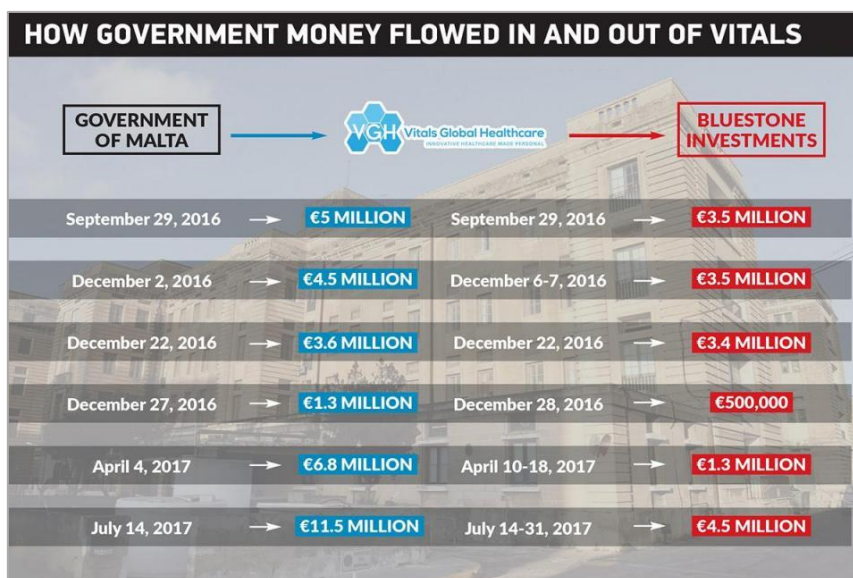 HOW GOVERNMENT MONEY FLOWED IN AND OUT OF VITALS
GOVERNMENT
OF MALTA
VGH Vitals Global Healthcare
INNOVATIVE HEALTHCARE MADE PERSONAL
BLUESTONE
INVESTMENTS
September 29, 2016 → €5 MILLION September 29, 2016 → €3.5 MILLION
December 2, 2016 → €4.5 MILLION December 6-7, 2016 → €3.5 MILLION
December 22, 2016 → €3.6 MILLION December 22, 2016 → €3.4 MILLION
December 27, 2016 → €1.3 MILLION December 28, 2016 → €500,000
April 4, 2017 → €6.8 MILLION April 10-18, 2017 → €1.3 MILLION
July 14, 2017 → €11.5 MILLION July 14-31, 2017 → €4.5 MILLION